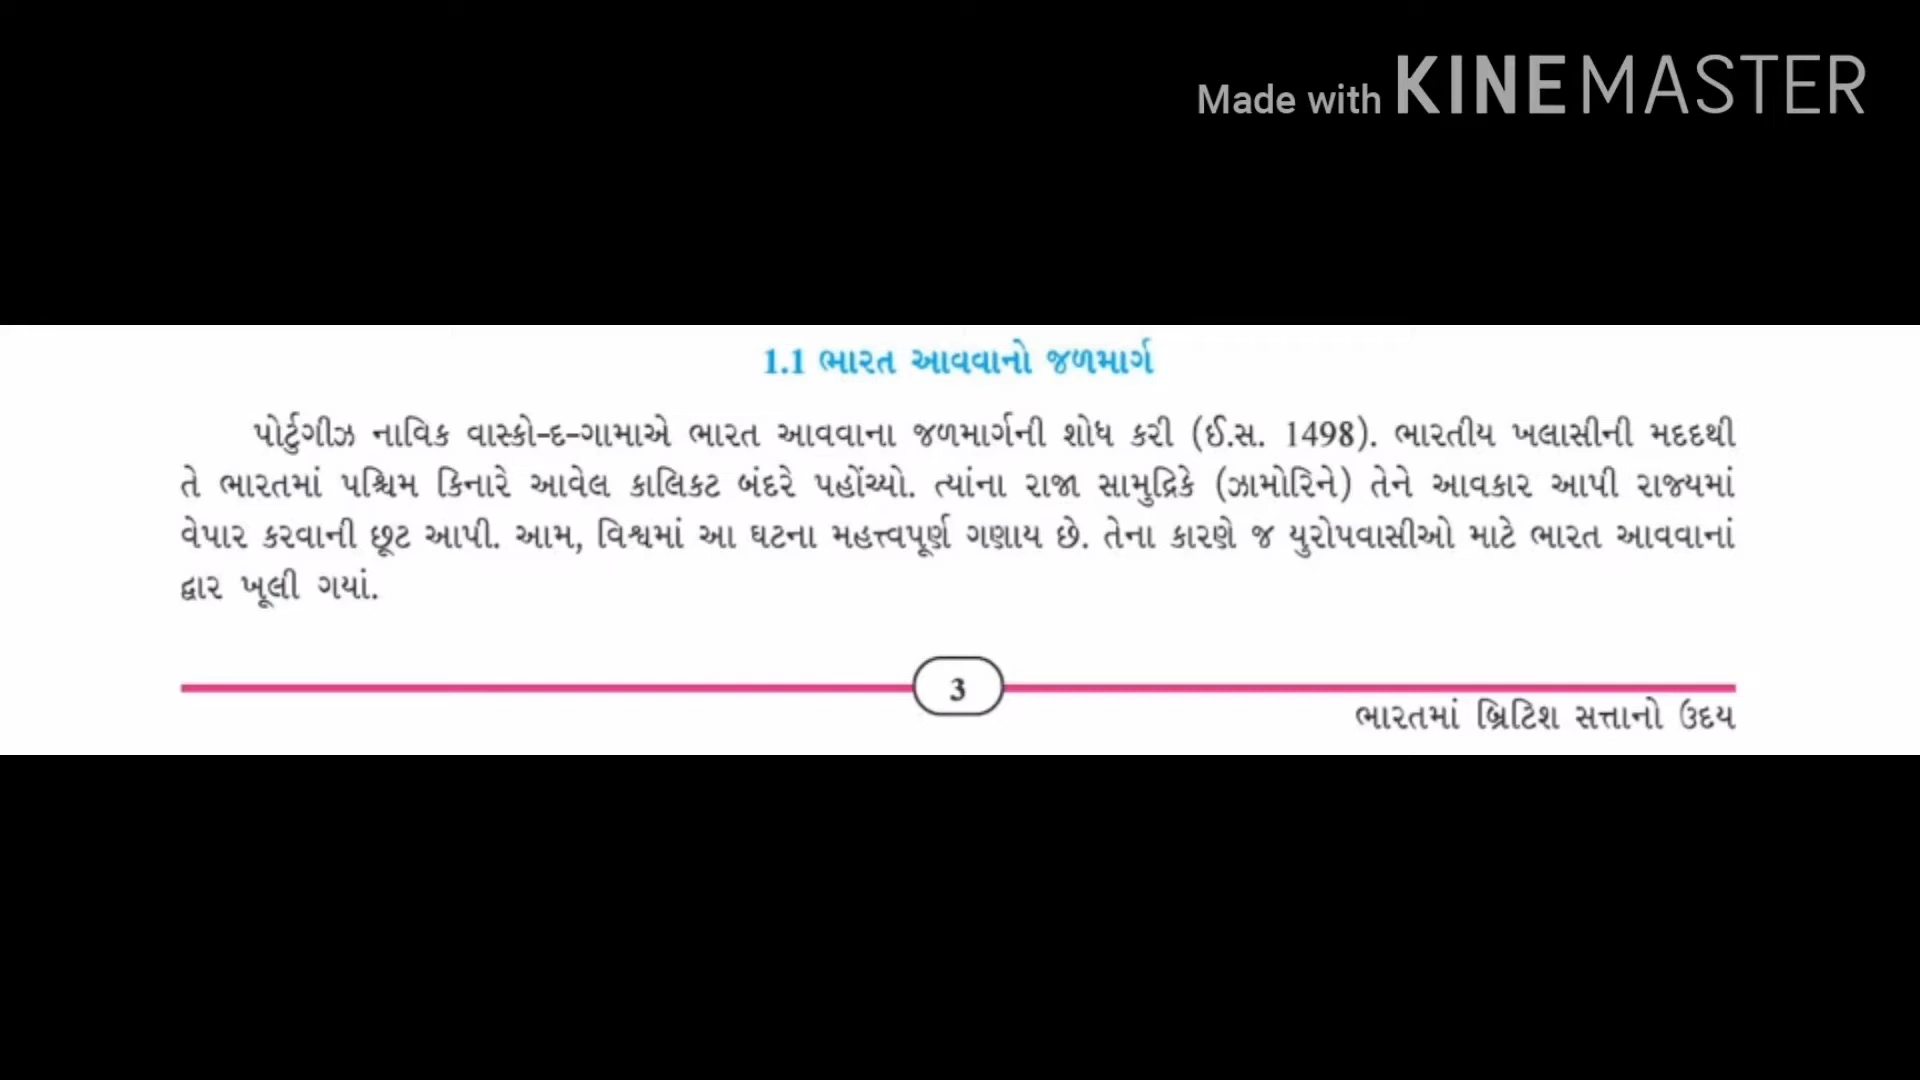 Made with KINEMASTER
1.1 ભારત આવવાનો જળમાર્ગ
પોર્ટુગીઝ નાવિક વાસ્કો-દ-ગામાએ ભારત આવવાના જળમાર્ગની શોધ કરી (ઈ.સ. 1498). ભારતીય ખલાસીની મદદથી
તે ભારતમાં પશ્ચિમ કિનારે આવેલ કાલિકટ બંદરે પહોંચ્યો. ત્યાંના રાજા સામુદ્રિકે (ઝામોરિને) તેને આવકાર આપી રાજ્યમાં
વેપાર કરવાની છૂટ આપી. આમ, વિશ્વમાં આ ઘટના મહત્ત્વપૂર્ણ ગણાય છે. તેના કારણે જ યુરોપવાસીઓ માટે ભારત આવવાનાં
દ્વાર ખૂલી ગયાં.
3
ભારતમાં બ્રિટિશ સત્તાનો ઉદય